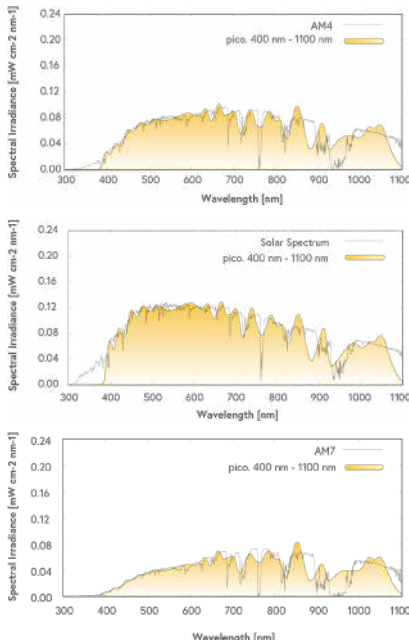 Spectral Irradiance [mW cm-2 nm-1]
0.24
0.20
0.16
0.12
0.08
0.04
0.00
AM4
pico. 400 nm - 1100 nm
300 400 500 600 700 800 900 1000 1100
Wavelength [nm]
Spectral Irradiance [mW cm-2 nm-1]
0.24
0.20
0.16
0.12
0.08
0.04
0.00
Solar Spectrum
pico. 400 nm - 1100 nm
300 400 500 600 700 800 900 1000 1100
Wavelength [nm]
Spectral Irradiance [mW cm-2 nm-1]
0.24
0.20
0.16
0.12
0.08
0.04
0.00
AM7
pico. 400 nm - 1100 nm
300 400 500 600 700 800 900 1000 1100
Wavelength [nm]